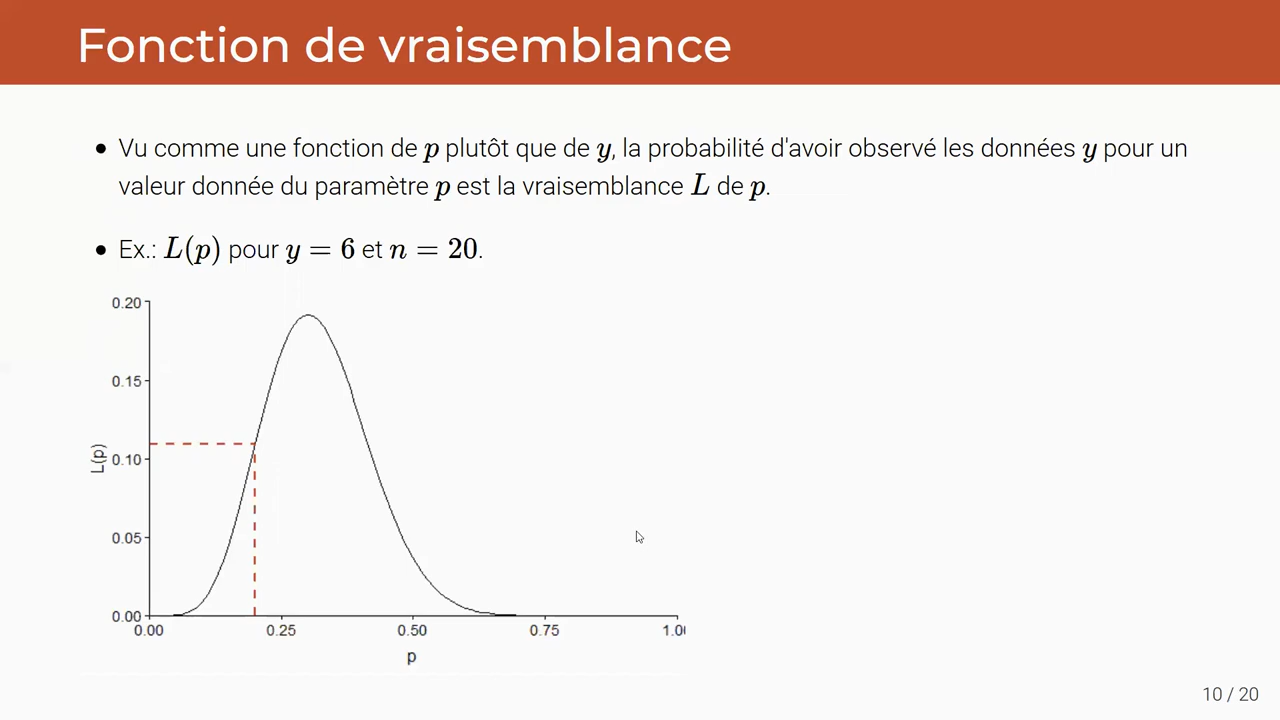 Fonction de vraisemblance
• Vu comme une fonction de p plutôt que de y, la probabilité d'avoir observé les données y pour un
valeur donnée du paramètre p est la vraisemblance L de p.
• Ex.: L(p) pour y = 6 et n = 20.
0.20
0.15
0.10
0.05
0.00
L(p)
0.00 0.25 0.50 0.75 1.0
p
10 / 20